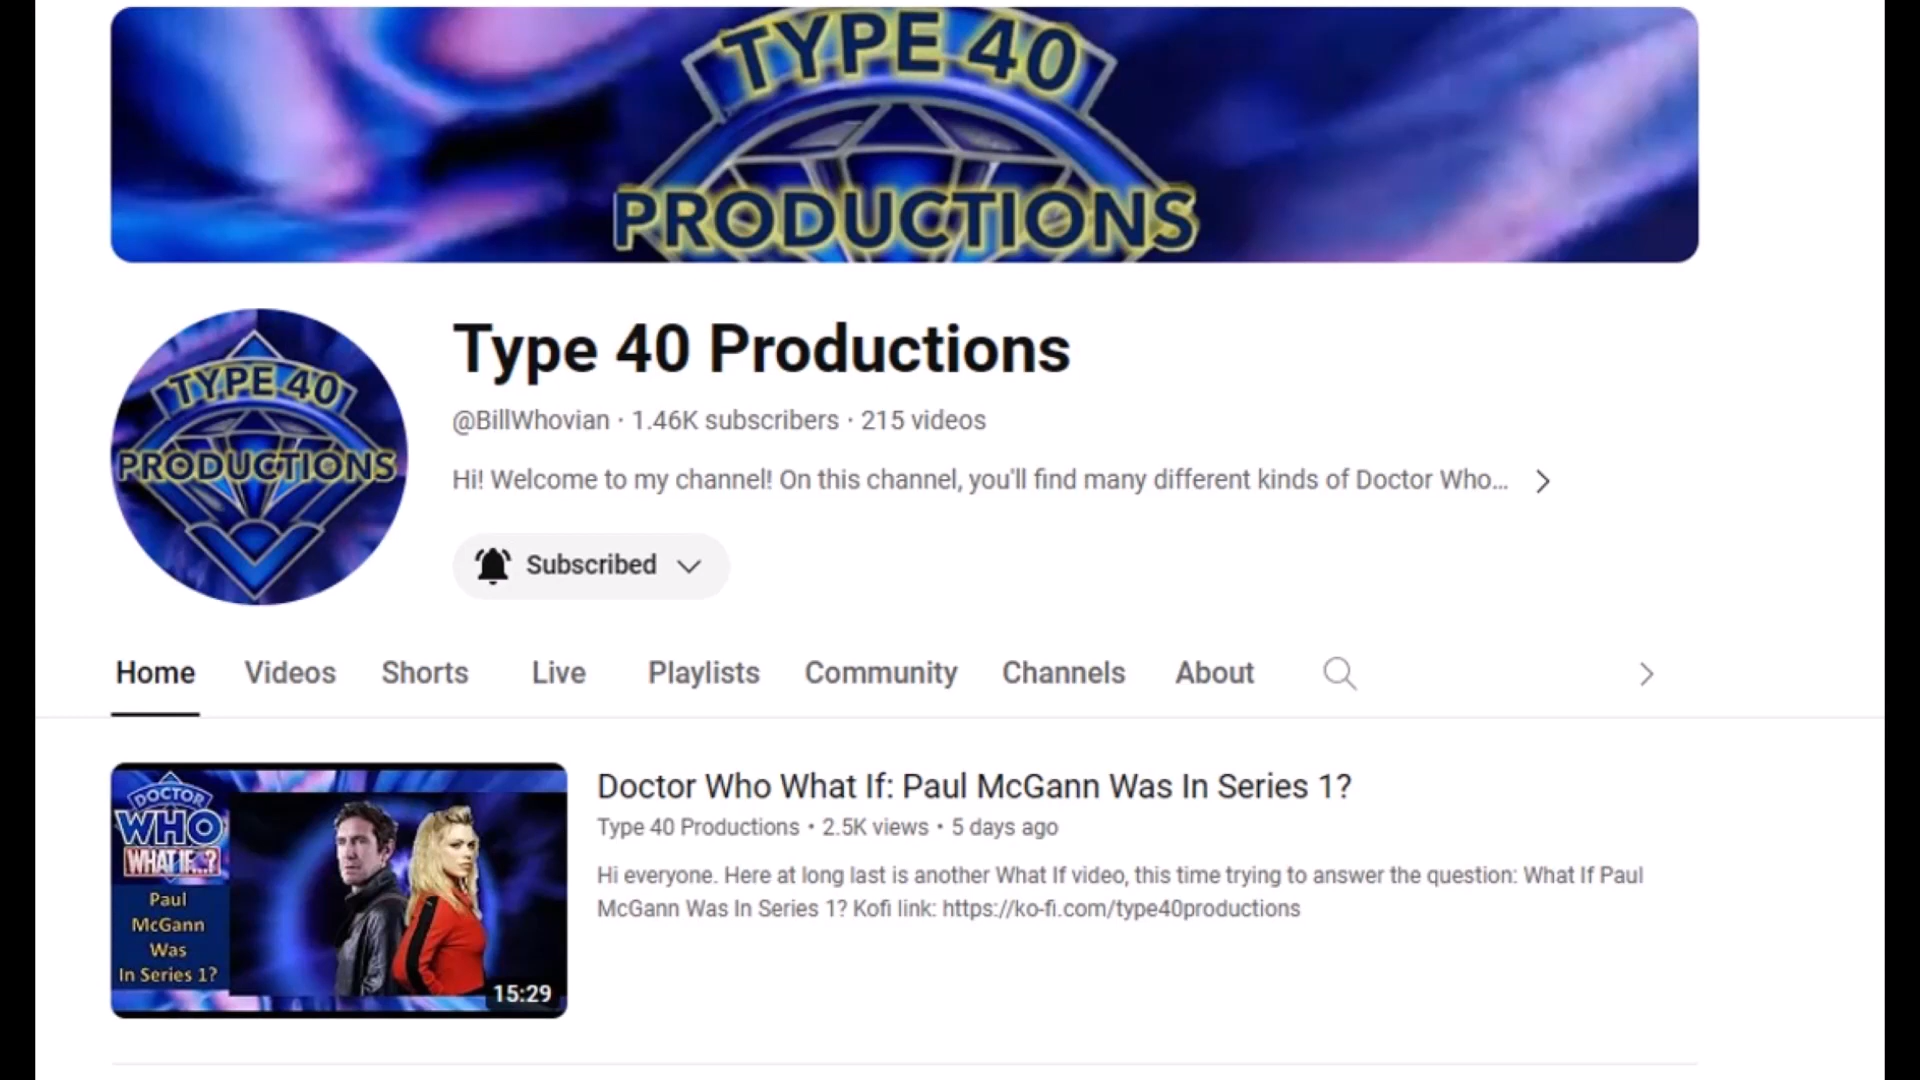 TYPE 40
PRODUCTIONS
TYPE 40
PRODUCTIONS
Type 40 Productions
@BillWhovian · 1.46K subscribers · 215 videos
Hi! Welcome to my channel! On this channel, you'll find many different kinds of Doctor Who...
Subscribed
Home Videos Shorts Live Playlists Community Channels About
DOCTOR
WHO
WHAT IF...?
Paul
McGann
Was
In Series 1?
15:29
Doctor Who What If: Paul McGann Was In Series 1?
Type 40 Productions • 2.5K views • 5 days ago
Hi everyone. Here at long last is another What If video, this time trying to answer the question: What If Paul
McGann Was In Series 1? Kofi link: https://ko-fi.com/type40productions